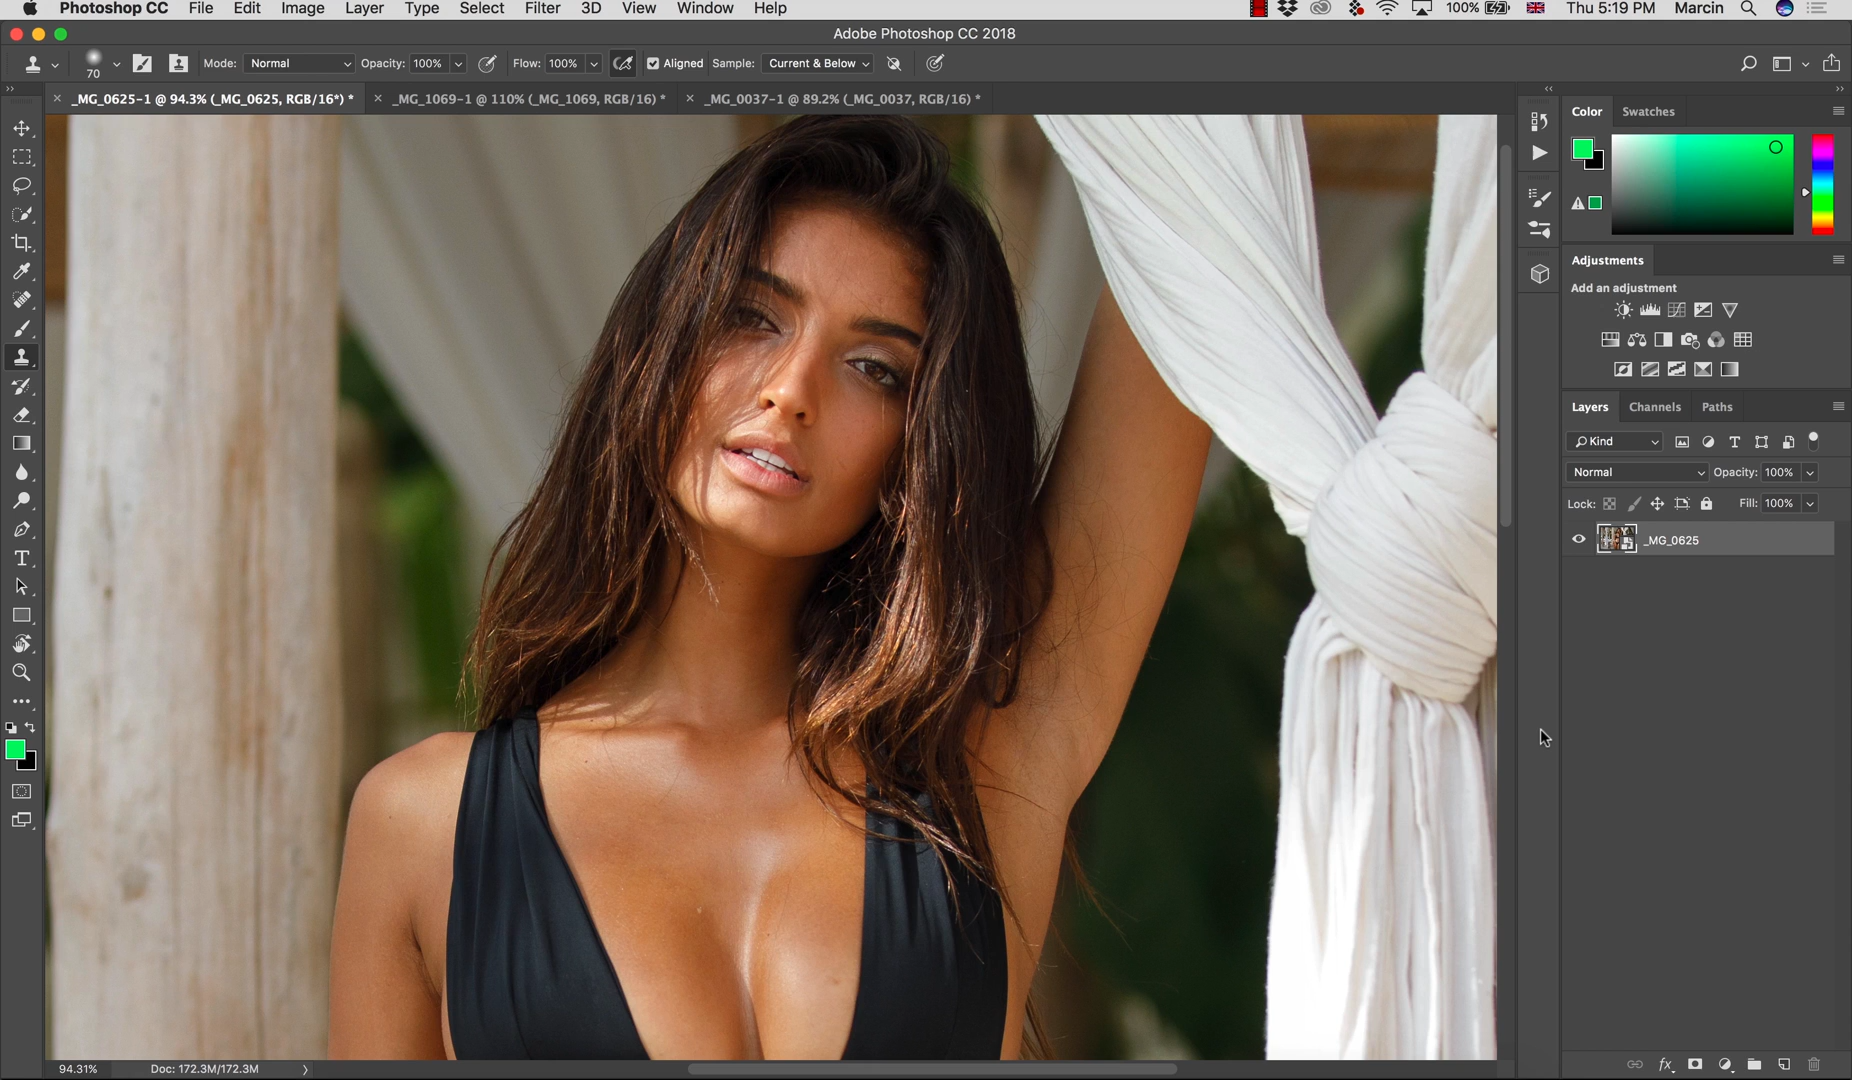 Photoshop CC File Edit Image Layer Type Select Filter 3D View Window Help 100% Thu 5:19 PM Marcin
Adobe Photoshop CC 2018
70 Mode: Normal Opacity: 100% Flow: 100% Aligned Sample: Current & Below
_MG_0625-1 @ 94.3% (_MG_0625, RGB/16*) * _MG_1069-1 @ 110% (_MG_1069, RGB/16) * _MG_0037-1 @ 89.2% (_MG_0037, RGB/16) *
Color Swatches
Adjustments
Add an adjustment
Layers Channels Paths
Kind
Normal Opacity: 100%
Lock: Fill: 100%
_MG_0625
94.31% Doc: 172.3M/172.3M
fx